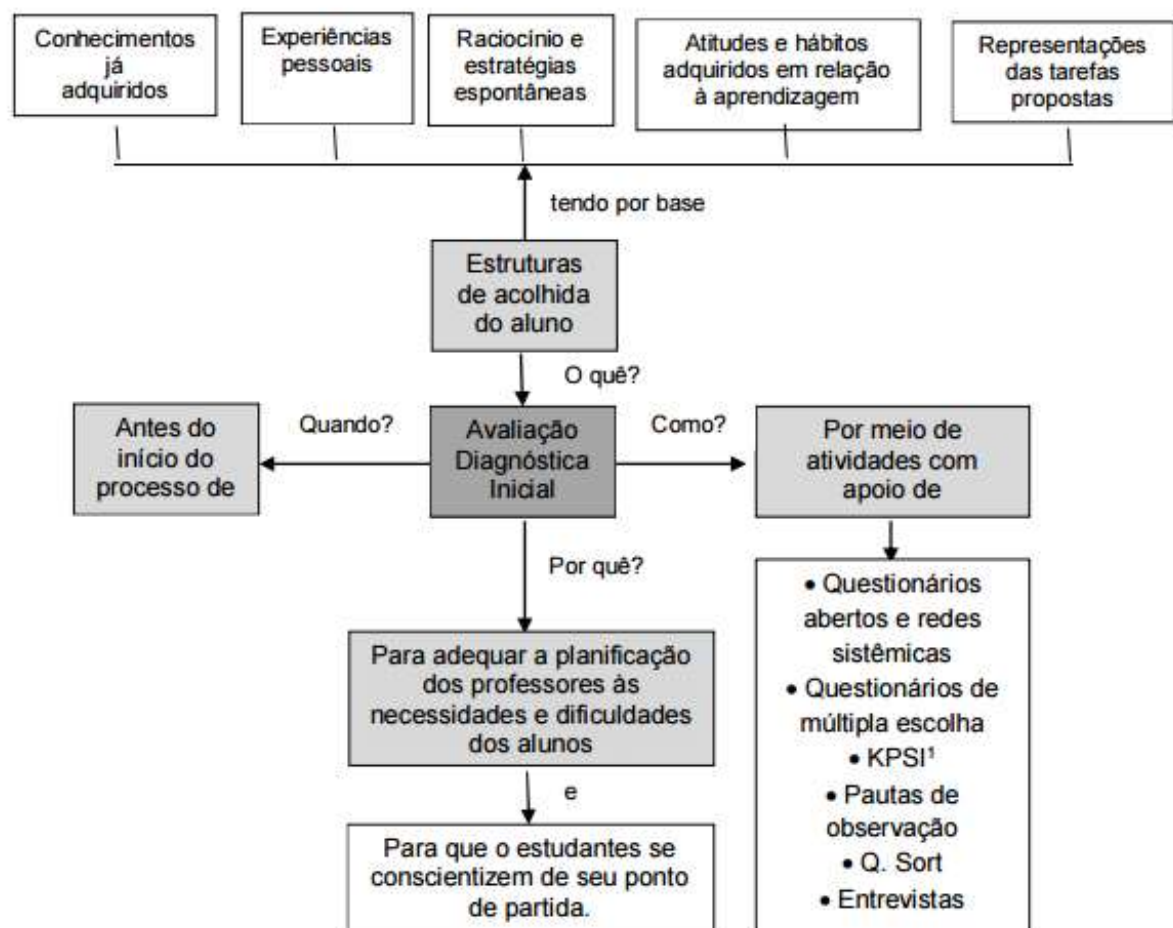 Conhecimentos
já
adquiridos
Experiências
pessoais
Raciocínio e
estratégias
espontâneas
Atitudes e hábitos
adquiridos em relação
à aprendizagem
Representações
das tarefas
propostas
tendo por base
Estruturas
de acolhida
do aluno
O quê?
Antes do
início do
processo de
Quando?
Avaliação
Diagnóstica
Inicial
Como?
Por meio de
atividades com
apoio de
Por quê?
Para adequar a planificação
dos professores às
necessidades e dificuldades
dos alunos
e
Para que o estudantes se
conscientizem de seu ponto
de partida.
• Questionários
abertos e redes
sistêmicas
• Questionários de
múltipla escolha
• KPSI¹
• Pautas de
observação
• Q. Sort
• Entrevistas